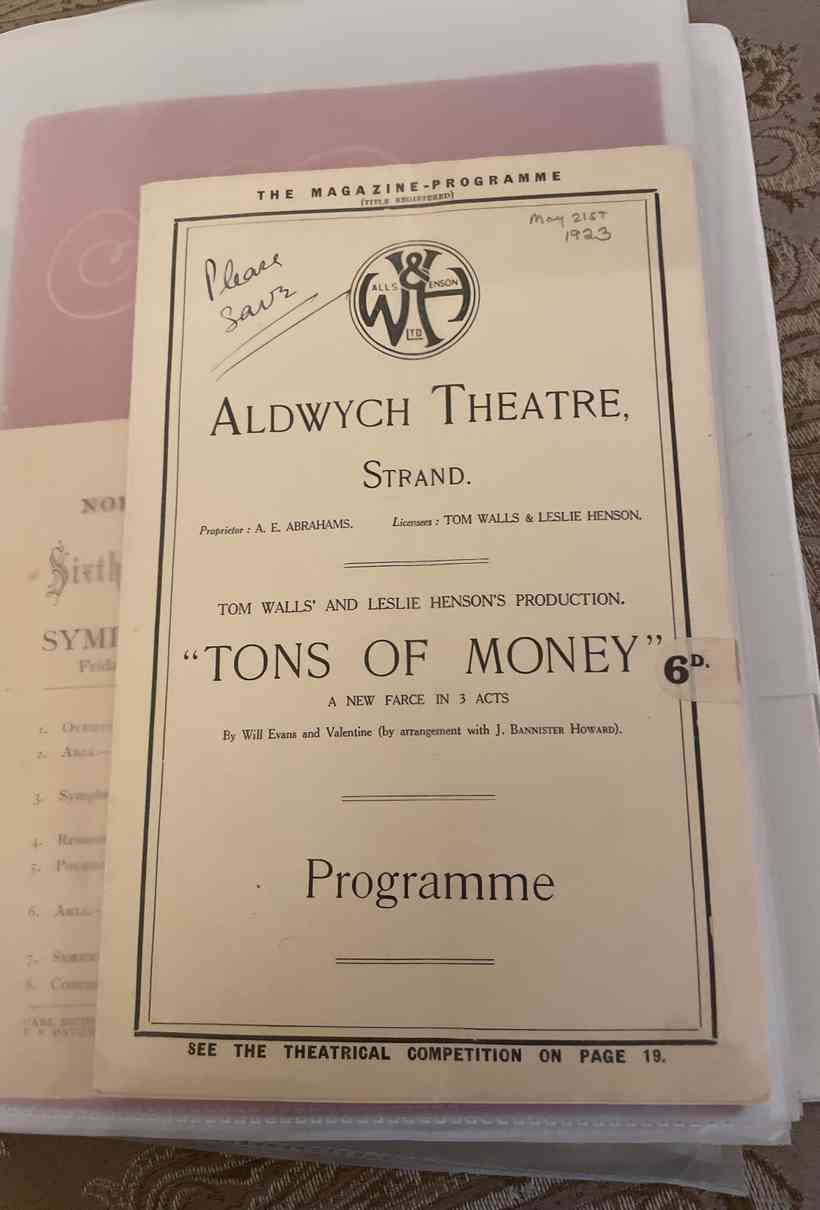 THE MAGAZINE-PROGRAMME
(TITLE REGISTERED)
May 21ST
1923
Please
Save
W&H
ALLS ENSON
LTD
ALDWYCH THEATRE,
STRAND.
Proprietor : A. E. ABRAHAMS. Licensees : TOM WALLS & LESLIE HENSON.
TOM WALLS' AND LESLIE HENSON'S PRODUCTION.
“TONS OF MONEY”
6D.
A NEW FARCE IN 3 ACTS
By Will Evans and Valentine (by arrangement with J. BANNISTER HOWARD).
Programme
SEE THE THEATRICAL COMPETITION ON PAGE 19.
Sixth
SYM
1.
2.
3. Symph
4.
5.
6.
7.
8.